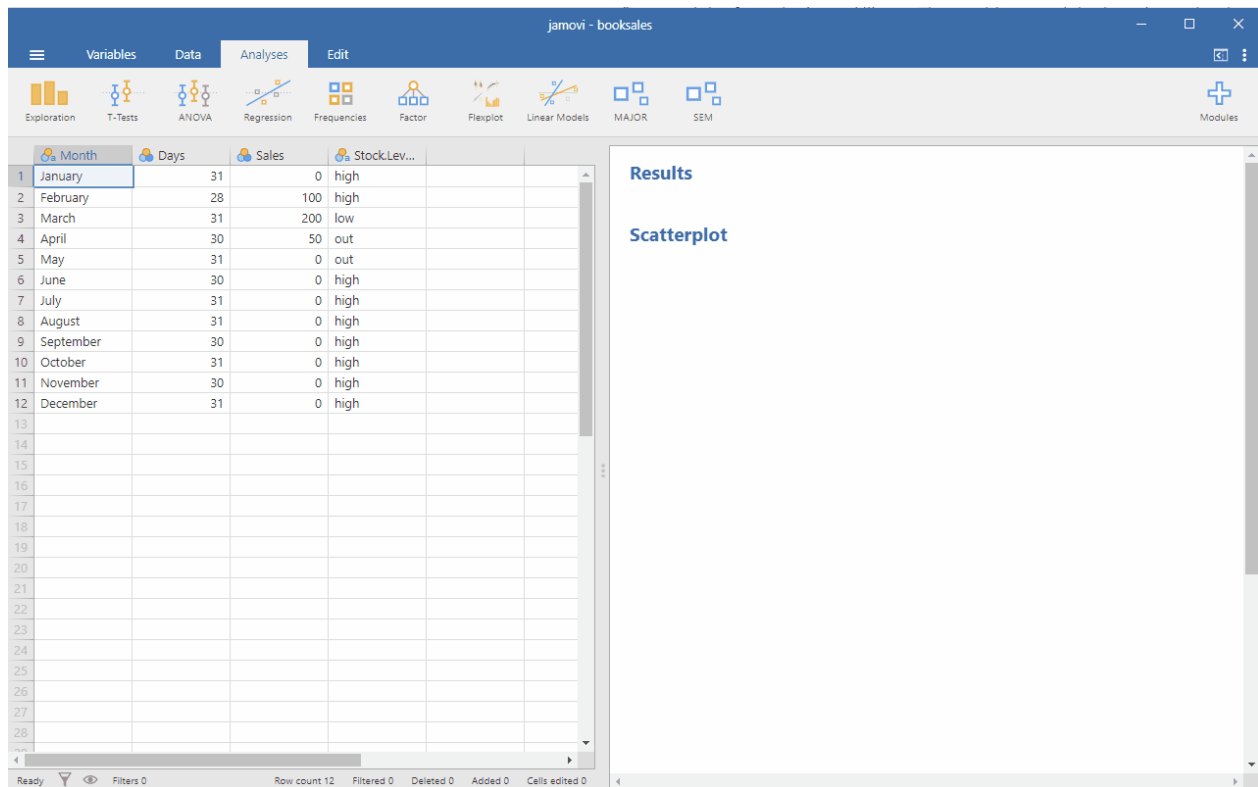 jamovi - booksales
Variables Data Analyses Edit
Exploration T-Tests ANOVA Regression Frequencies Factor Flexplot Linear Models MAJOR SEM Modules
Month Days Sales Stock.Lev...
1 January 31 0 high
2 February 28 100 high
3 March 31 200 low
4 April 30 50 out
5 May 31 0 out
6 June 30 0 high
7 July 31 0 high
8 August 31 0 high
9 September 30 0 high
10 October 31 0 high
11 November 30 0 high
12 December 31 0 high
13
14
15
16
17
18
19
20
21
22
23
24
25
26
27
28
Ready Filters 0 Row count 12 Filtered 0 Deleted 0 Added 0 Cells edited 0
Results
Scatterplot